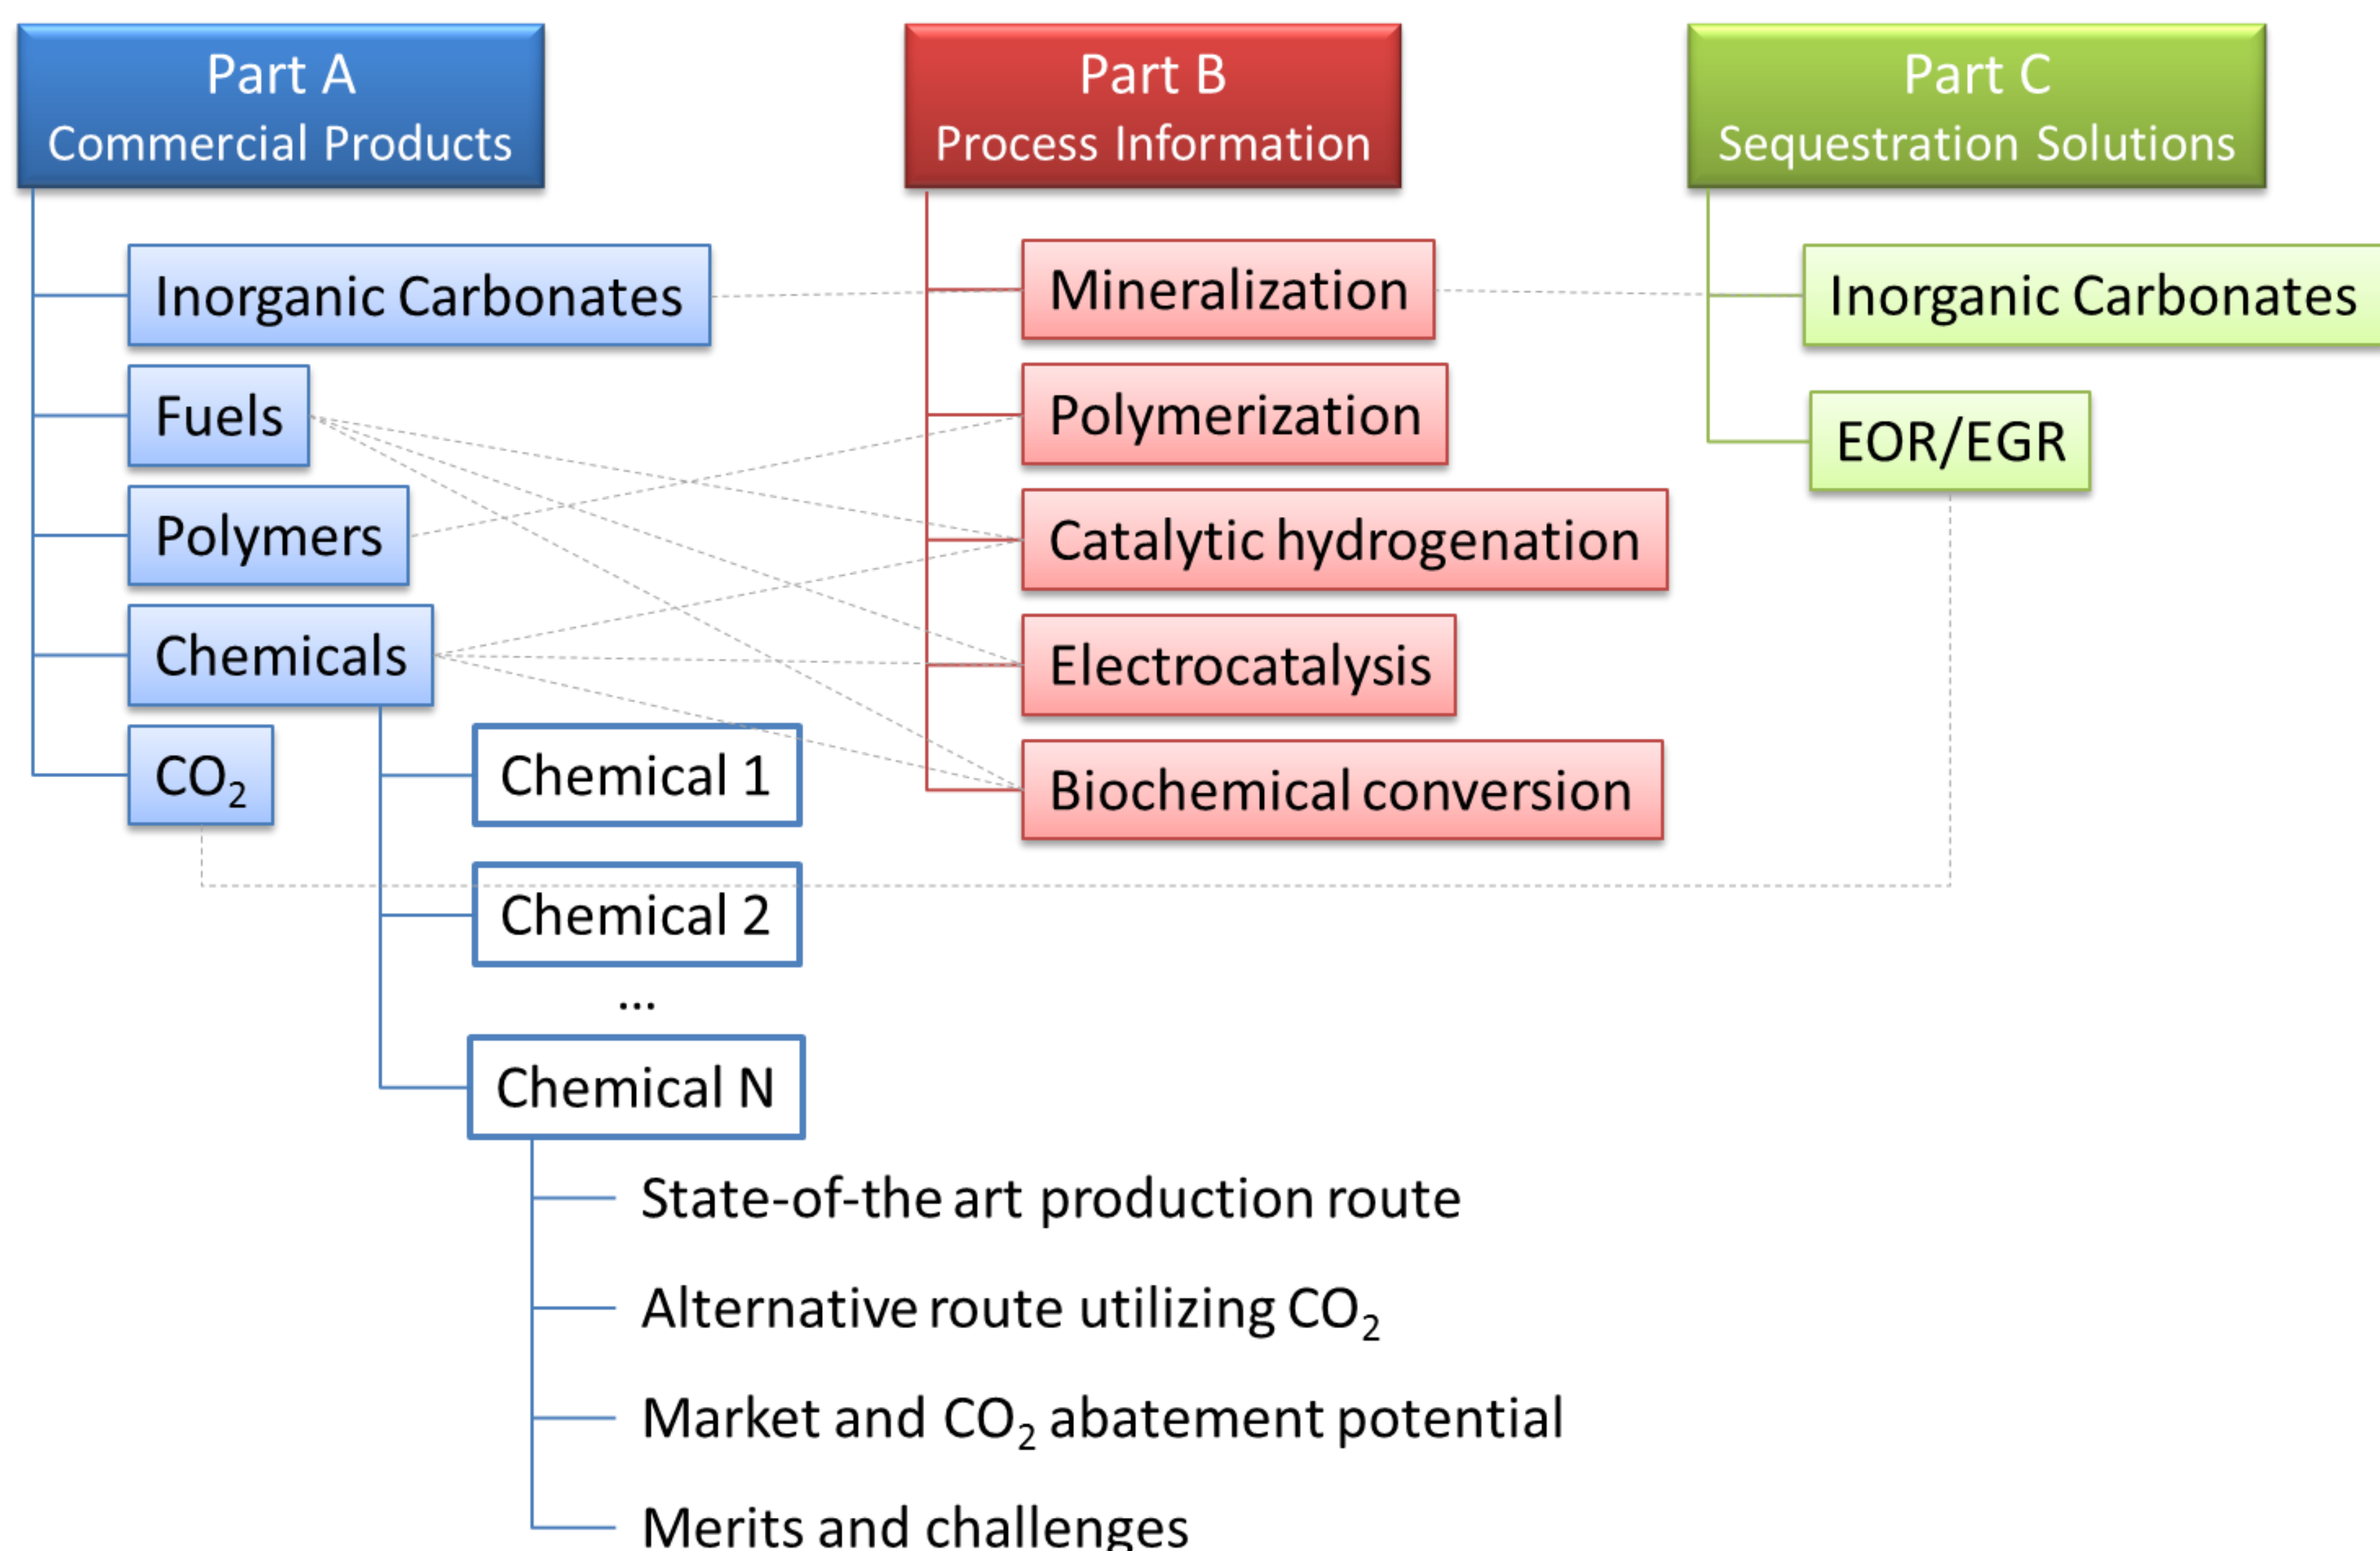 Part A
Commercial Products
Inorganic Carbonates
Fuels
Polymers
Chemicals
CO₂
Chemical 1
Chemical 2
...
Chemical N
State-of-the art production route
Alternative route utilizing CO₂
Market and CO₂ abatement potential
Merits and challenges
Part B
Process Information
Mineralization
Polymerization
Catalytic hydrogenation
Electrocatalysis
Biochemical conversion
Part C
Sequestration Solutions
Inorganic Carbonates
EOR/EGR